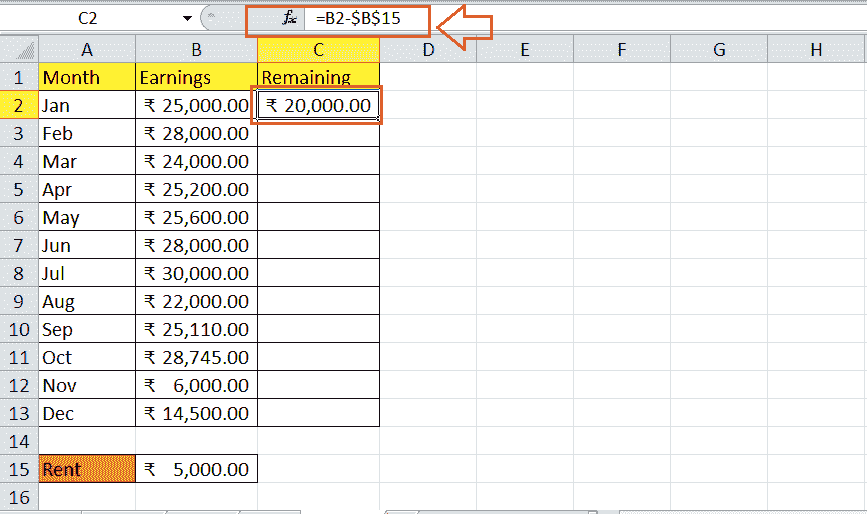 C2 fx =B2-$B$15
A B C D E F G H
1 Month Earnings Remaining
2 Jan ₹ 25,000.00 ₹ 20,000.00
3 Feb ₹ 28,000.00
4 Mar ₹ 24,000.00
5 Apr ₹ 25,200.00
6 May ₹ 25,600.00
7 Jun ₹ 28,000.00
8 Jul ₹ 30,000.00
9 Aug ₹ 22,000.00
10 Sep ₹ 25,110.00
11 Oct ₹ 28,745.00
12 Nov ₹ 6,000.00
13 Dec ₹ 14,500.00
14
15 Rent ₹ 5,000.00
16